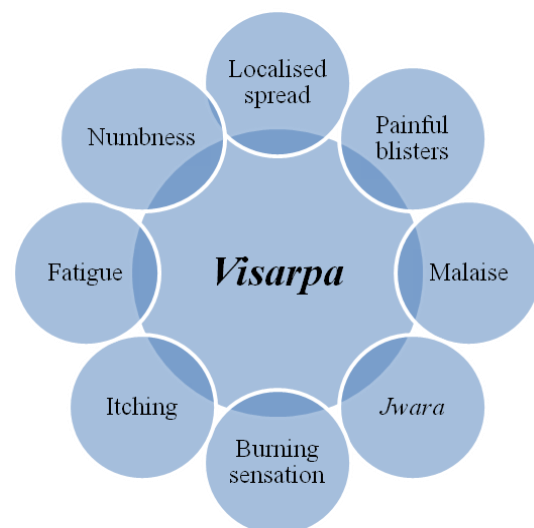 Localised
spread
Painful
blisters
Malaise
Jwara
Burning
sensation
Itching
Fatigue
Numbness
Visarpa